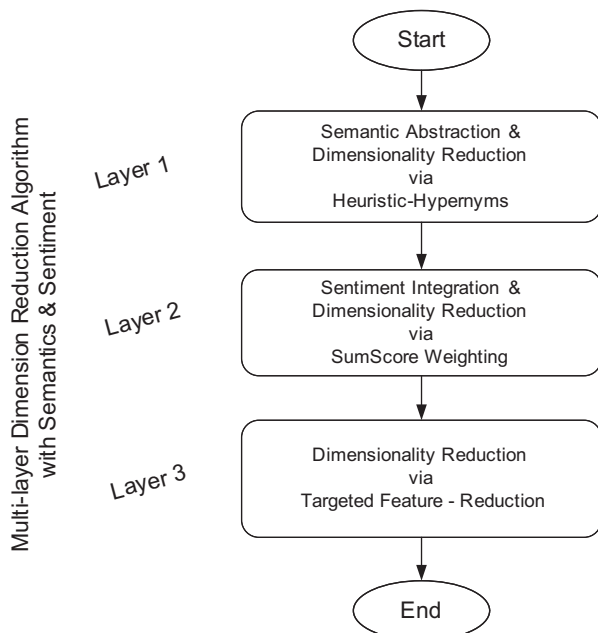 Start
Multi-layer Dimension Reduction Algorithm
with Semantics & Sentiment
Layer 1
Semantic Abstraction &
Dimensionality Reduction
via
Heuristic-Hypernyms
Layer 2
Sentiment Integration &
Dimensionality Reduction
via
SumScore Weighting
Layer 3
Dimensionality Reduction
via
Targeted Feature - Reduction
End